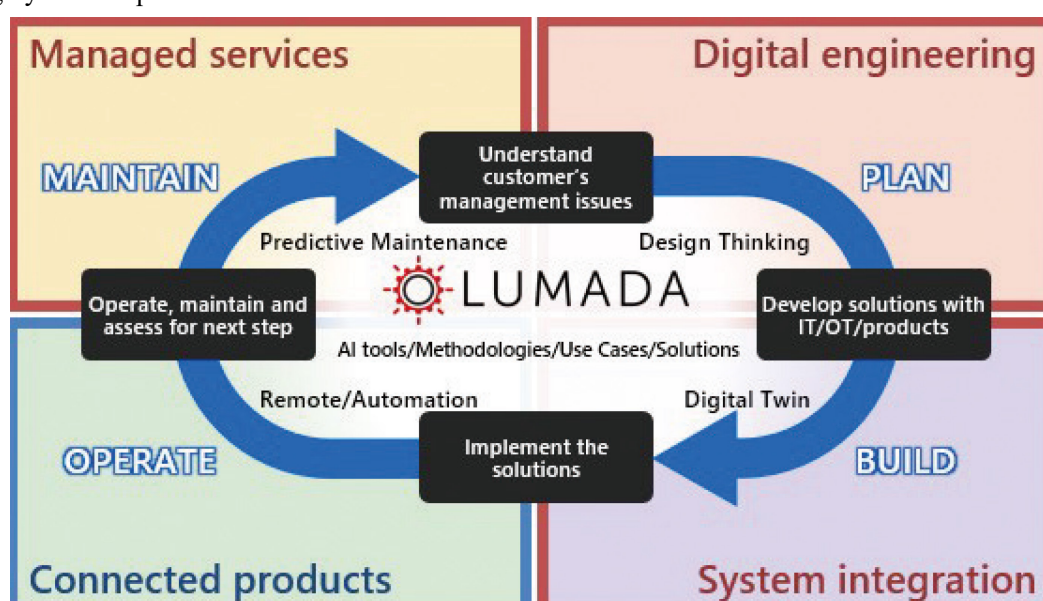 Managed services
Digital engineering
MAINTAIN
Understand
customer's
management issues
PLAN
Predictive Maintenance
Design Thinking
Operate, maintain and
assess for next step
LUMADA
Develop solutions with
IT/OT/products
AI tools/Methodologies/Use Cases/Solutions
Remote/Automation
Digital Twin
OPERATE
Implement the
solutions
BUILD
Connected products
System integration